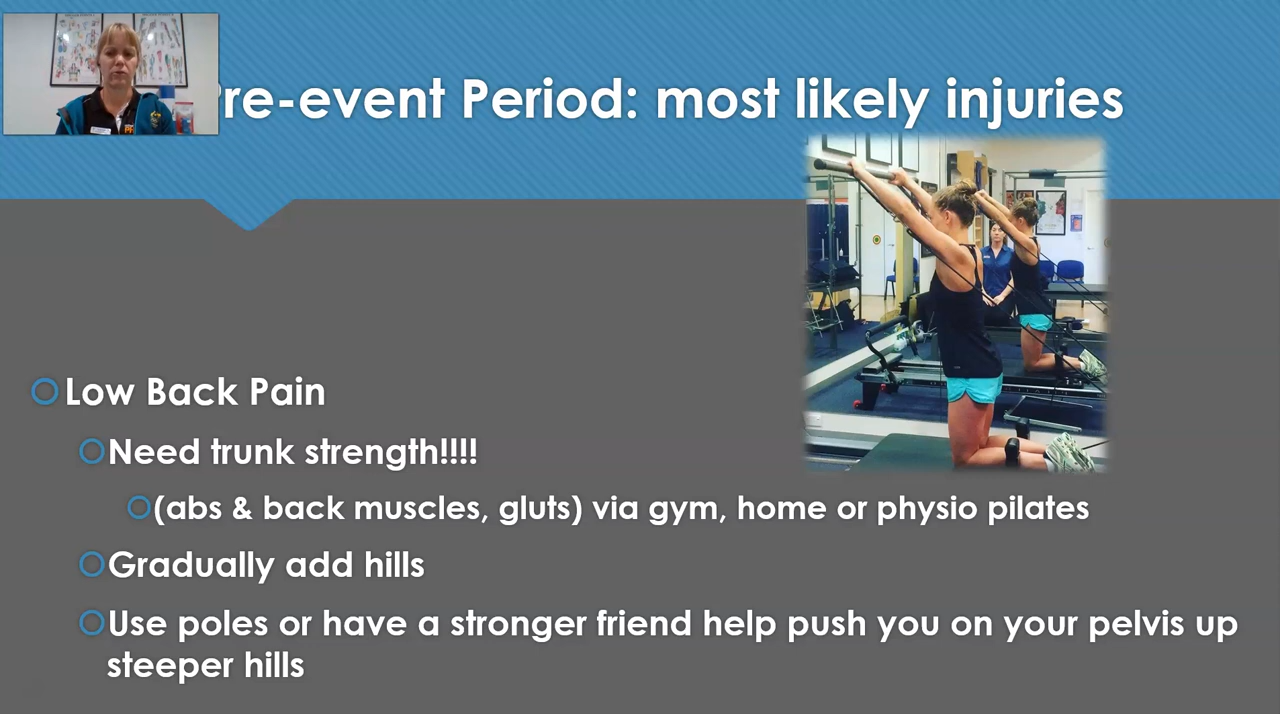 re-event Period: most likely injuries
Low Back Pain
Need trunk strength!!!!
(abs & back muscles, gluts) via gym, home or physio pilates
Gradually add hills
Use poles or have a stronger friend help push you on your pelvis up
steeper hills